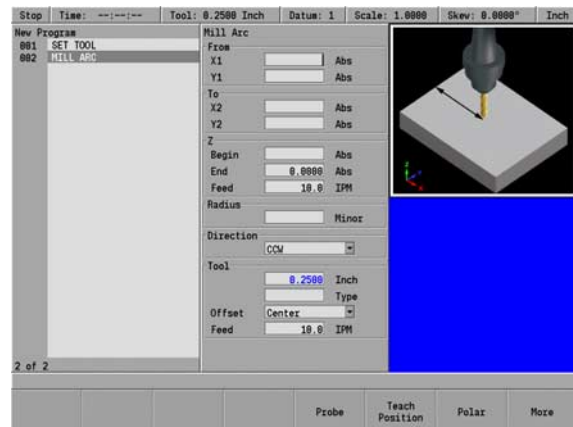 Stop Time: --:--:-- Tool: 0.2500 Inch Datum: 1 Scale: 1.0000 Skew: 0.0000° Inch
New Program
001 SET TOOL
002 MILL ARC
2 of 2
Mill Arc
From
X1 Abs
Y1 Abs
To
X2 Abs
Y2 Abs
Z
Begin Abs
End 0.0000 Abs
Feed 10.0 IPM
Radius
Minor
Direction
CCW
Tool
0.2500 Inch
Type
Offset Center
Feed 10.0 IPM
Probe Teach Position Polar More